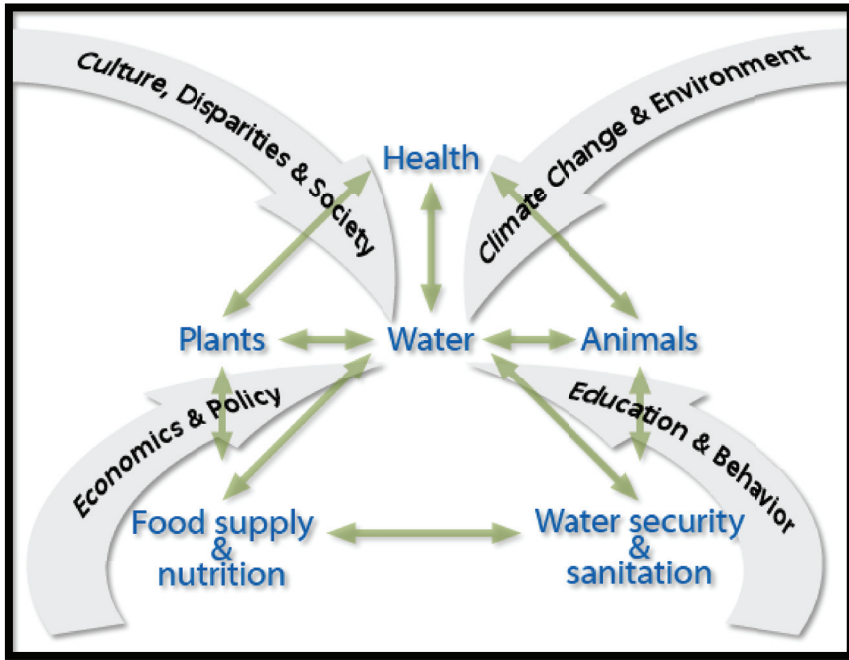 Culture, Disparities & Society
Climate Change & Environment
Health
Plants
Water
Animals
Economics & Policy
Education & Behavior
Food supply
&
nutrition
Water security
&
sanitation